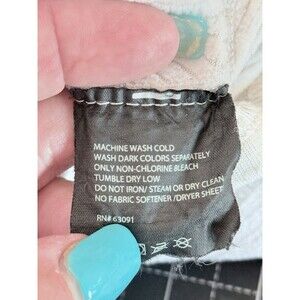 MACHINE WASH COLD
WASH DARK COLORS SEPARATELY
ONLY NON-CHLORINE BLEACH
TUMBLE DRY LOW
DO NOT IRON/ STEAM OR DRY CLEAN
NO FABRIC SOFTENER /DRYER SHEET
RN# 63091